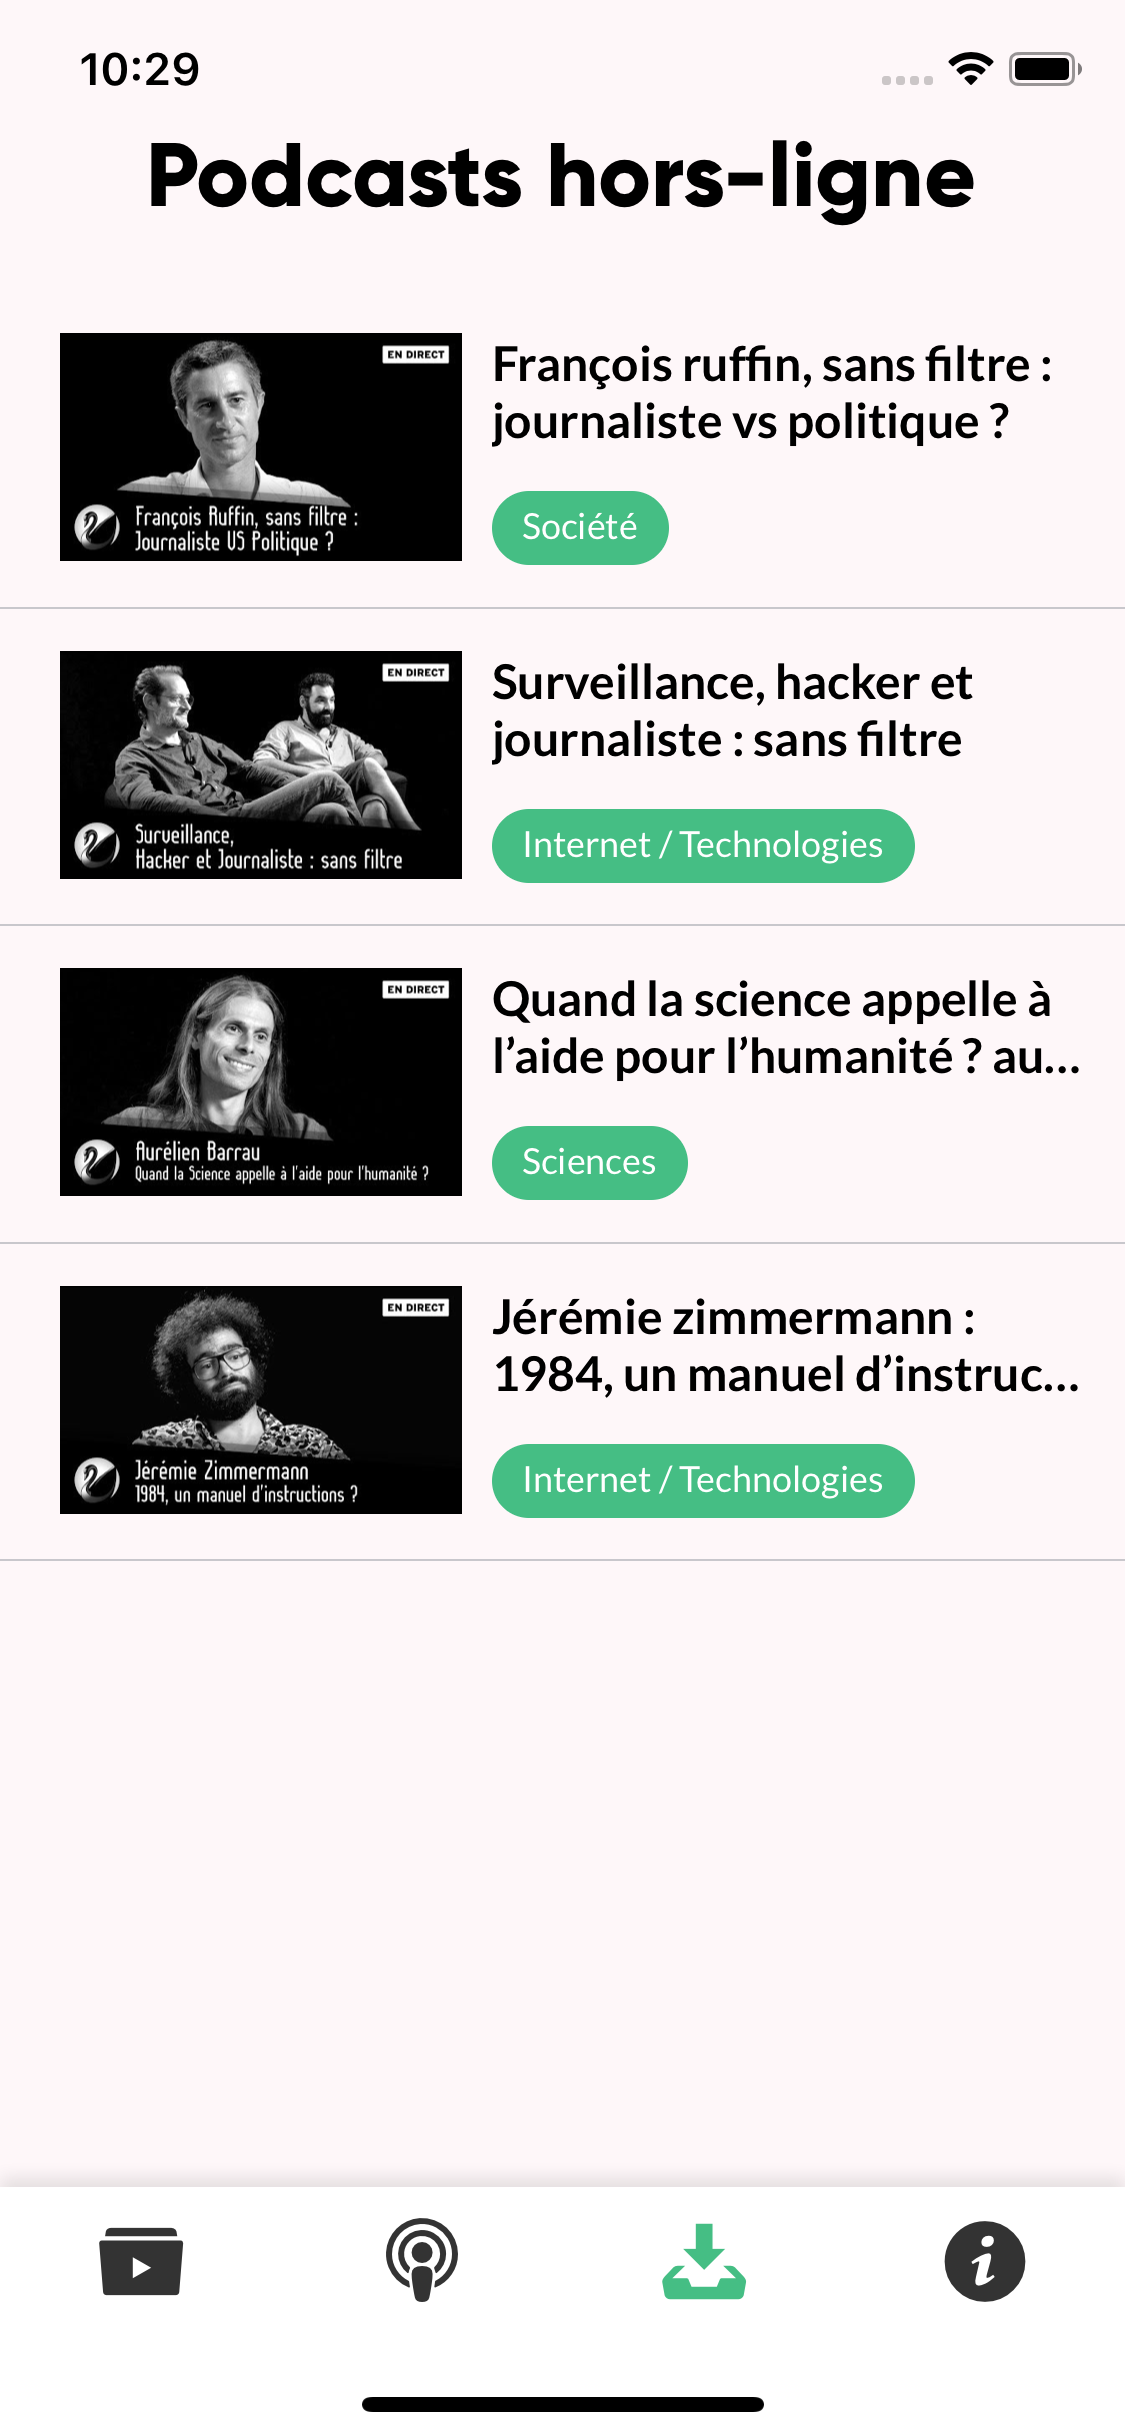 10:29
Podcasts hors-ligne
EN DIRECT
François Ruffin, sans filtre :
Journaliste VS Politique ?
François ruffin, sans filtre :
journaliste vs politique ?
Société
EN DIRECT
Surveillance,
Hacker et Journaliste : sans filtre
Surveillance, hacker et
journaliste : sans filtre
Internet / Technologies
EN DIRECT
Aurélien Barrau
Quand la Science appelle à l'aide pour l'humanité ?
Quand la science appelle à
l’aide pour l’humanité ? au...
Sciences
EN DIRECT
Jérémie Zimmermann
1984, un manuel d'instructions ?
Jérémie zimmermann :
1984, un manuel d’instruc...
Internet / Technologies